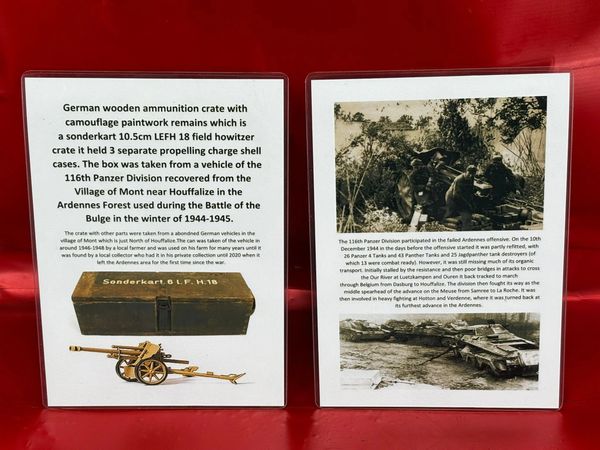 German wooden ammunition crate with
camouflage paintwork remains which is
a sonderkart 10.5cm LEFH 18 field howitzer
crate it held 3 separate propelling charge shell
cases. The box was taken from a vehicle of the
116th Panzer Division recovered from the
Village of Mont near Houffalize in the
Ardennes Forest used during the Battle of the
Bulge in the winter of 1944-1945.
The crate with other parts were taken from a abondned German vehicles in the
village of Mont which is just North of Houffalize.The can was taken of the vehicle in
around 1946-1948 by a local farmer and was used on his farm for many years until it
was found by a local collector who had it in his private collection until 2020 when it
left the Ardennes area for the first time since the war.
Sonderkart. 6 L.F. H.18
The 116th Panzer Division participated in the failed Ardennes offensive. On the 10th
December 1944 in the days before the offensive started it was partly refitted, with
26 Panzer 4 Tanks and 43 Panther Tanks and 25 Jagdpanther tank destroyers (of
which 13 were combat ready). However, it was still missing much of its organic
transport. Initially stalled by the resistance and then poor bridges in attacks to cross
the Our River at Luetzkampen and Ouren it back tracked to march
through Belgium from Dasburg to Houffalize. The division then fought its way as the
middle spearhead of the advance on the Meuse from Samree to La Roche. It was
then involved in heavy fighting at Hotton and Verdenne, where it was turned back at
its furthest advance in the Ardennes.